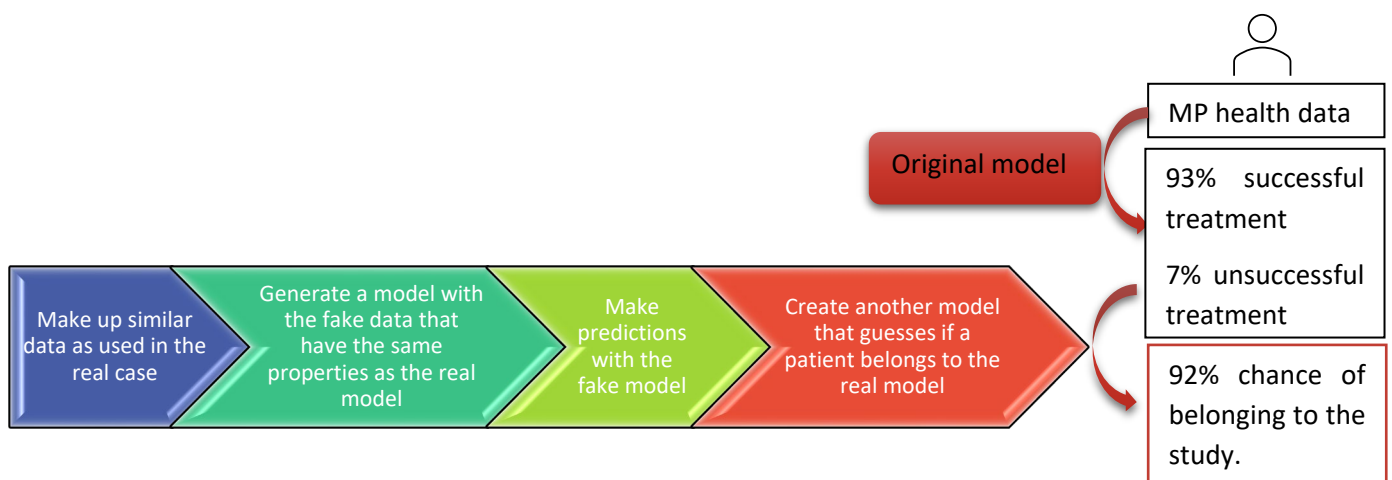 MP health data
Original model
93% successful
treatment
7% unsuccessful
treatment
Make up similar
data as used in the
real case
Generate a model with
the fake data that
have the same
properties as the real
model
Make
predictions
with the
fake model
Create another model
that guesses if a
patient belongs to the
real model
92% chance of
belonging to the
study.